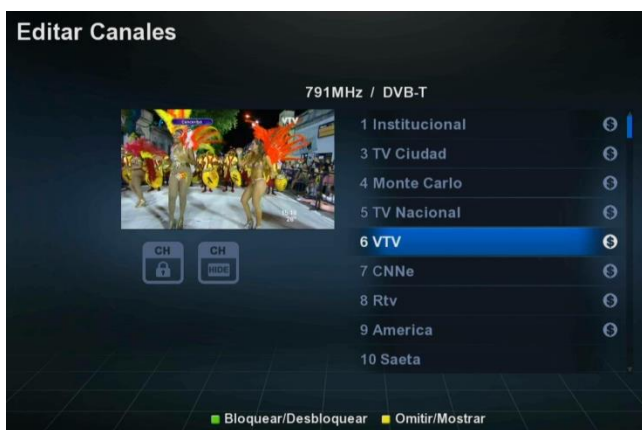 Editar Canales
791MHz / DVB-T
VTV
1 Institucional
3 TV Ciudad
4 Monte Carlo
5 TV Nacional
6 VTV
7 CNNe
8 Rtv
9 America
10 Saeta
CH
CH
HIDE
Bloquear/Desbloquear
Omitir/Mostrar